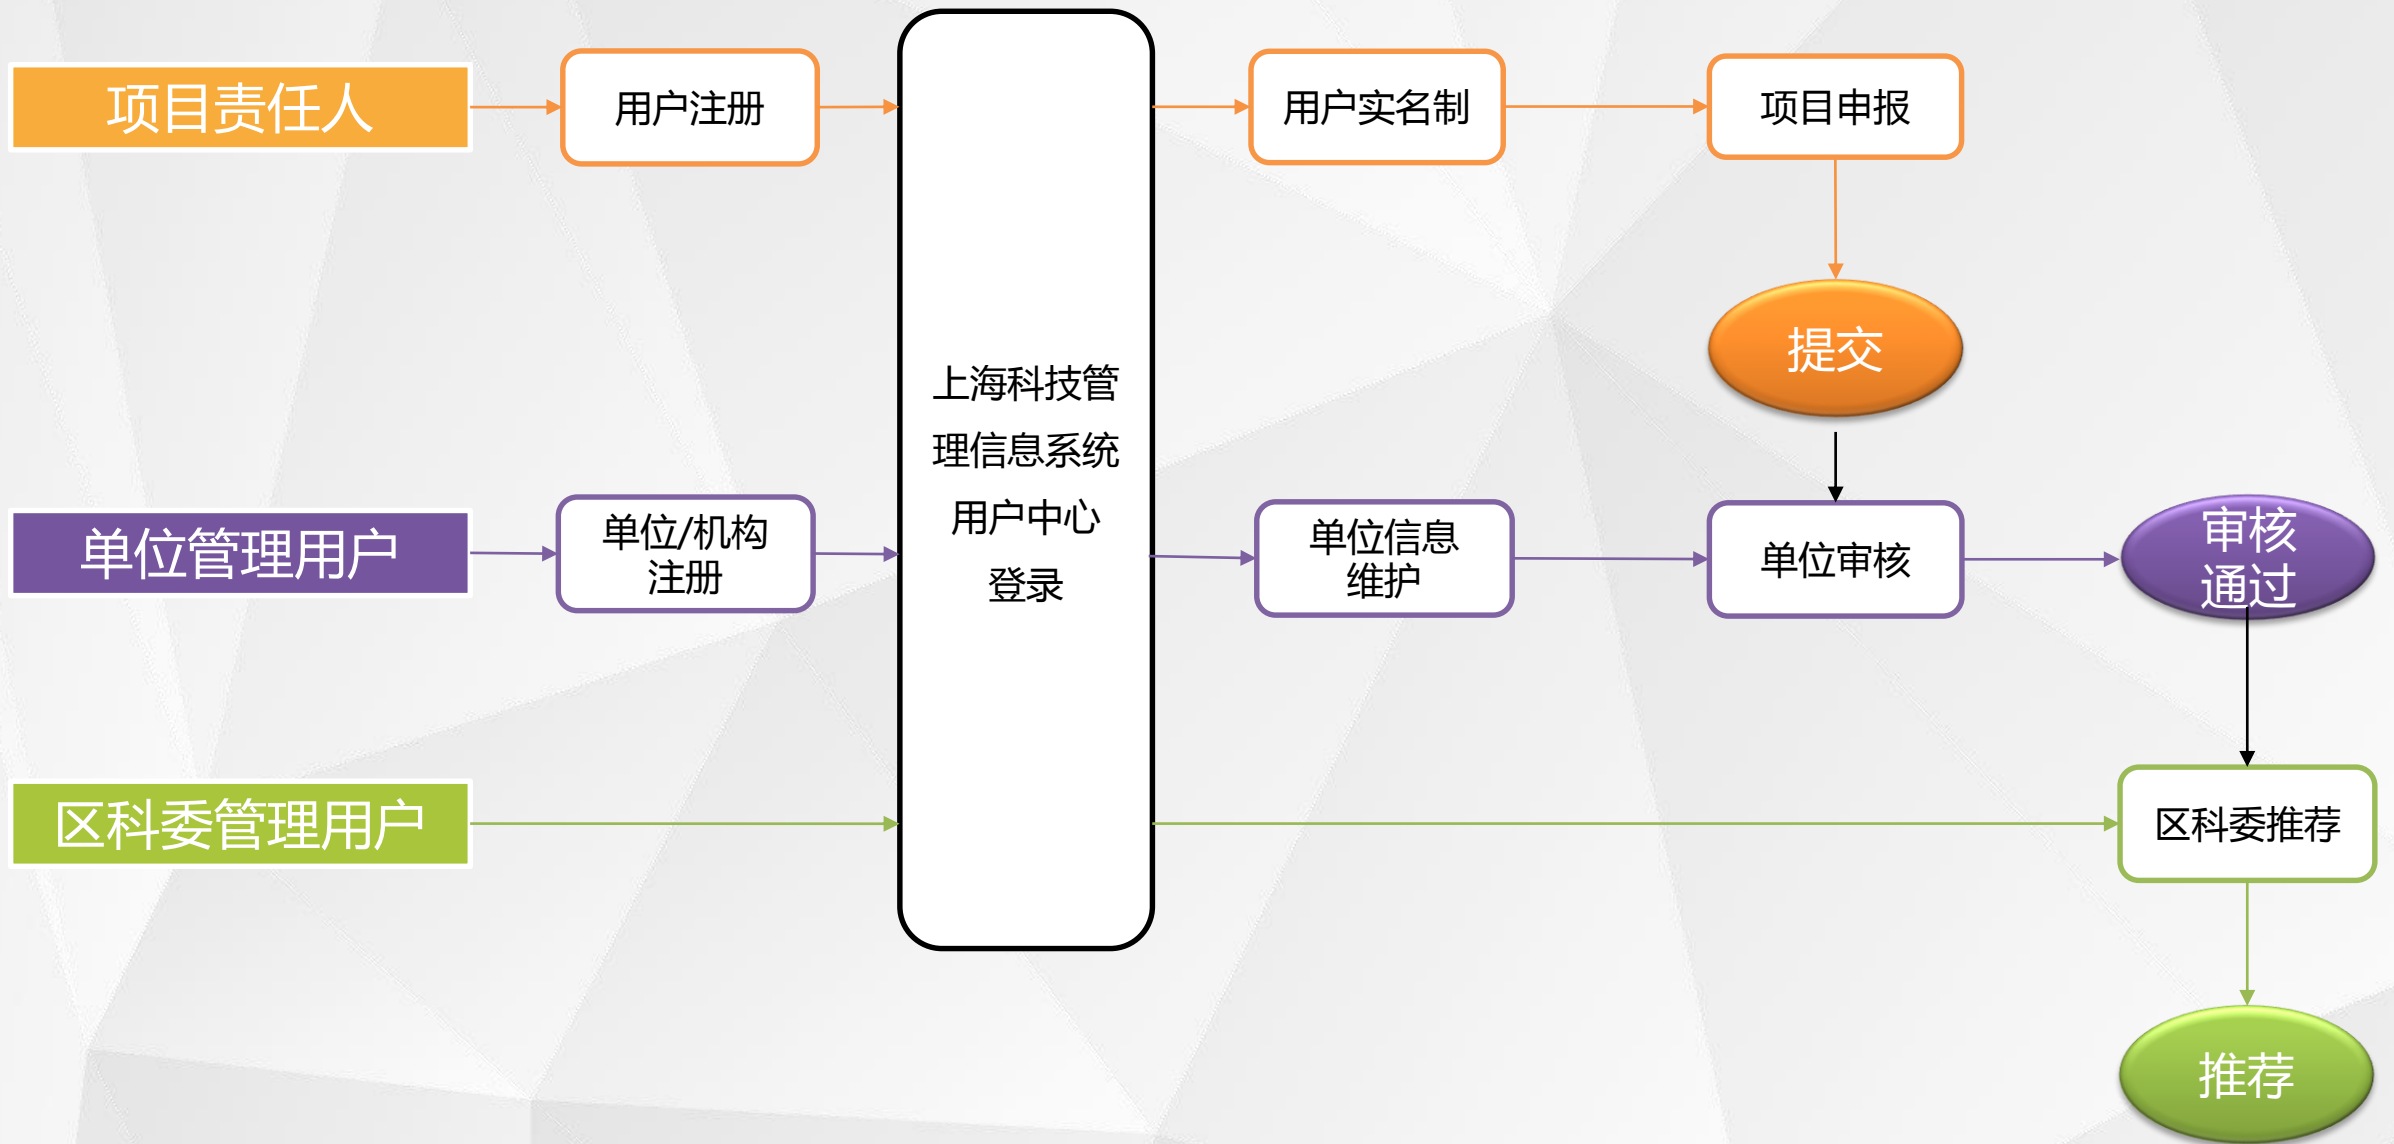 项目责任人
用户注册
用户实名制
项目申报
提交
上海科技管
理信息系统
用户中心
登录
单位管理用户
单位/机构
注册
单位信息
维护
单位审核
审核
通过
区科委管理用户
区科委推荐
推荐